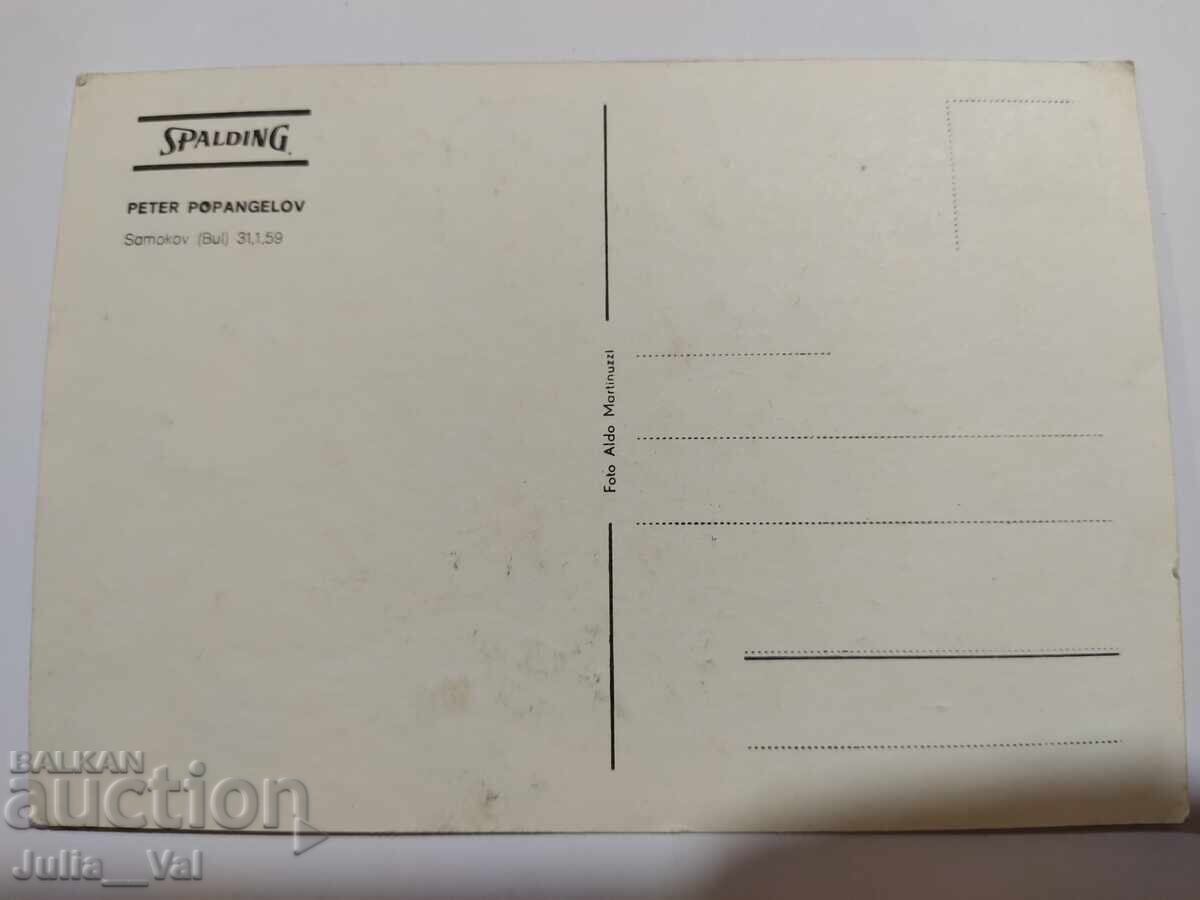 SPALDING
PETER POPANGELOV
Samokov (Bul) 31,1.59
Foto Aldo Martinuzzi
BALKAN
auction
Julia__Val